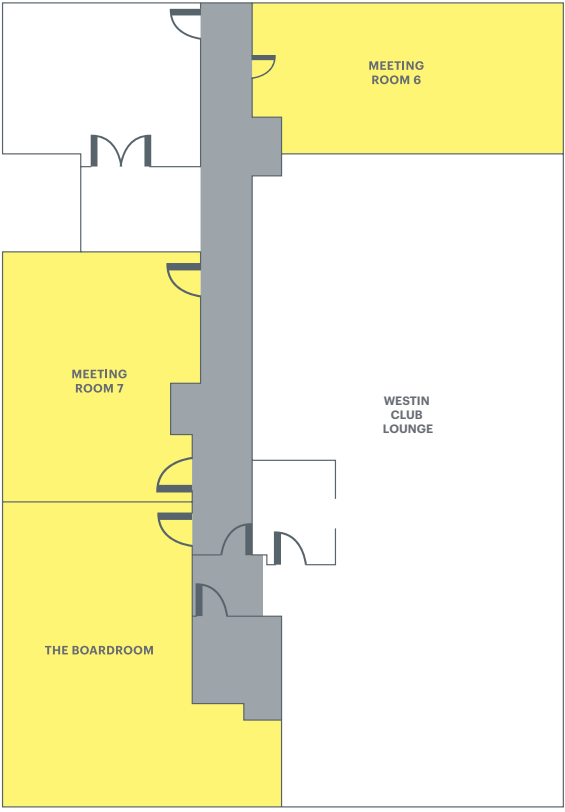 MEETING
ROOM 6
MEETING
ROOM 7
WESTIN
CLUB
LOUNGE
THE BOARDROOM